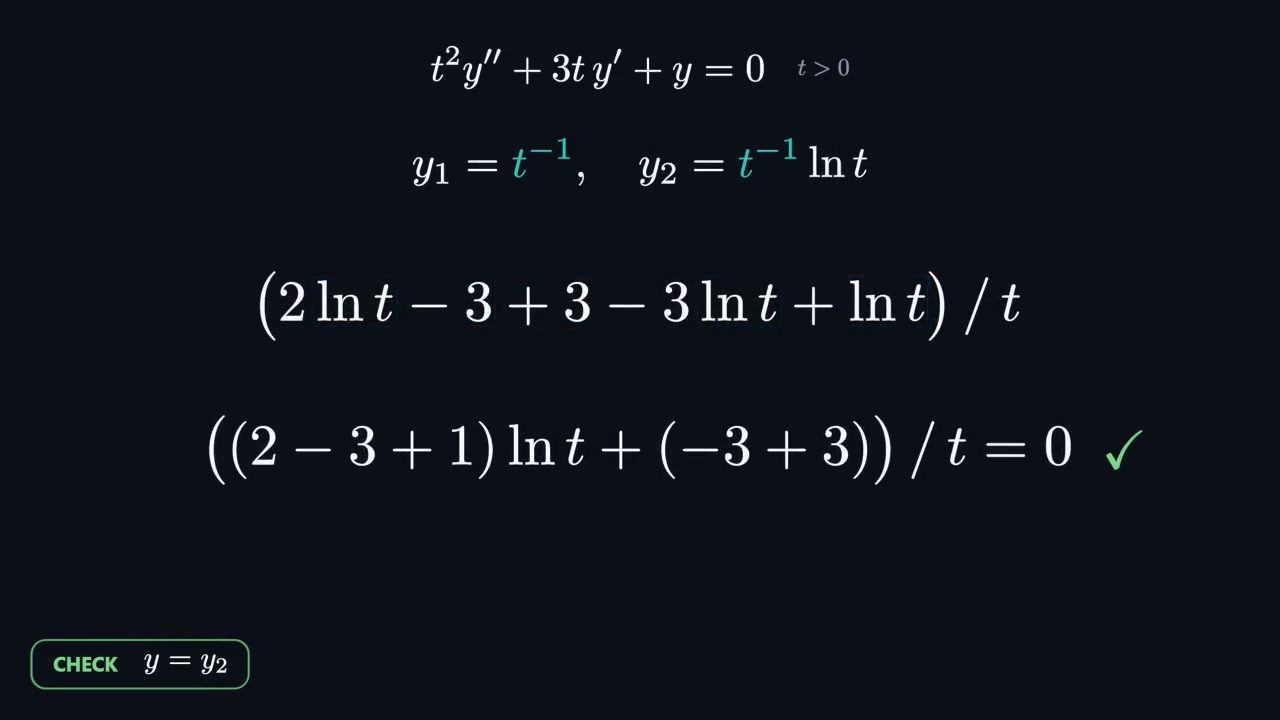 t²y′′ + 3t y′ + y = 0 t > 0
y₁ = t⁻¹, y₂ = t⁻¹ ln t
(2 ln t − 3 + 3 − 3 ln t + ln t) / t
((2 − 3 + 1) ln t + (−3 + 3)) / t = 0 ✓
CHECK y = y₂